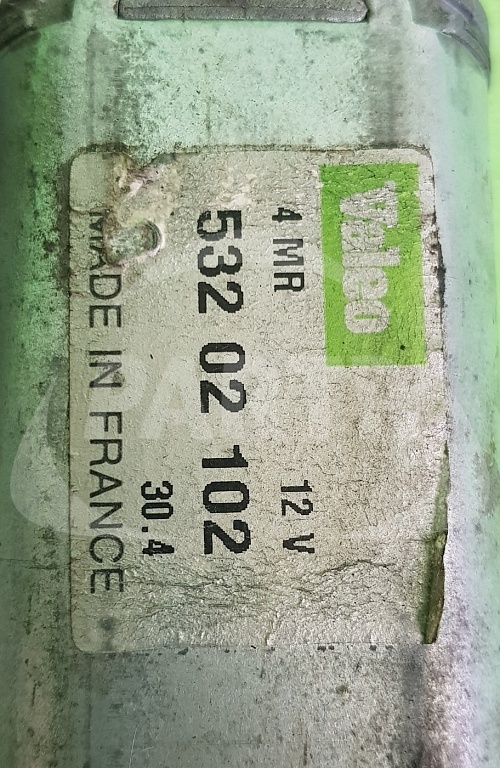 Valeo
4 MR 12 V
532 02 102
30.4
MADE IN FRANCE